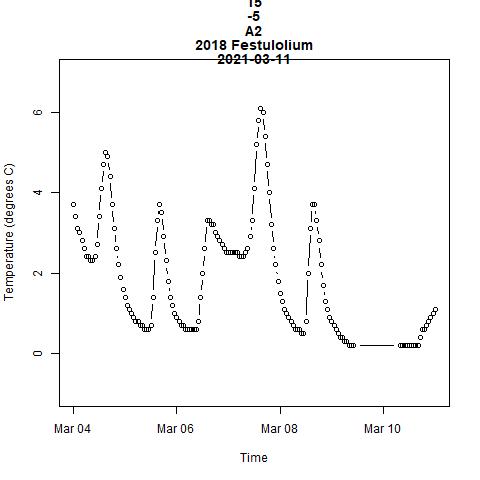 15
-5
A2
2018 Festulolium
2021-03-11
Temperature (degrees C)
6
4
2
0
Mar 04 Mar 06 Mar 08 Mar 10
Time